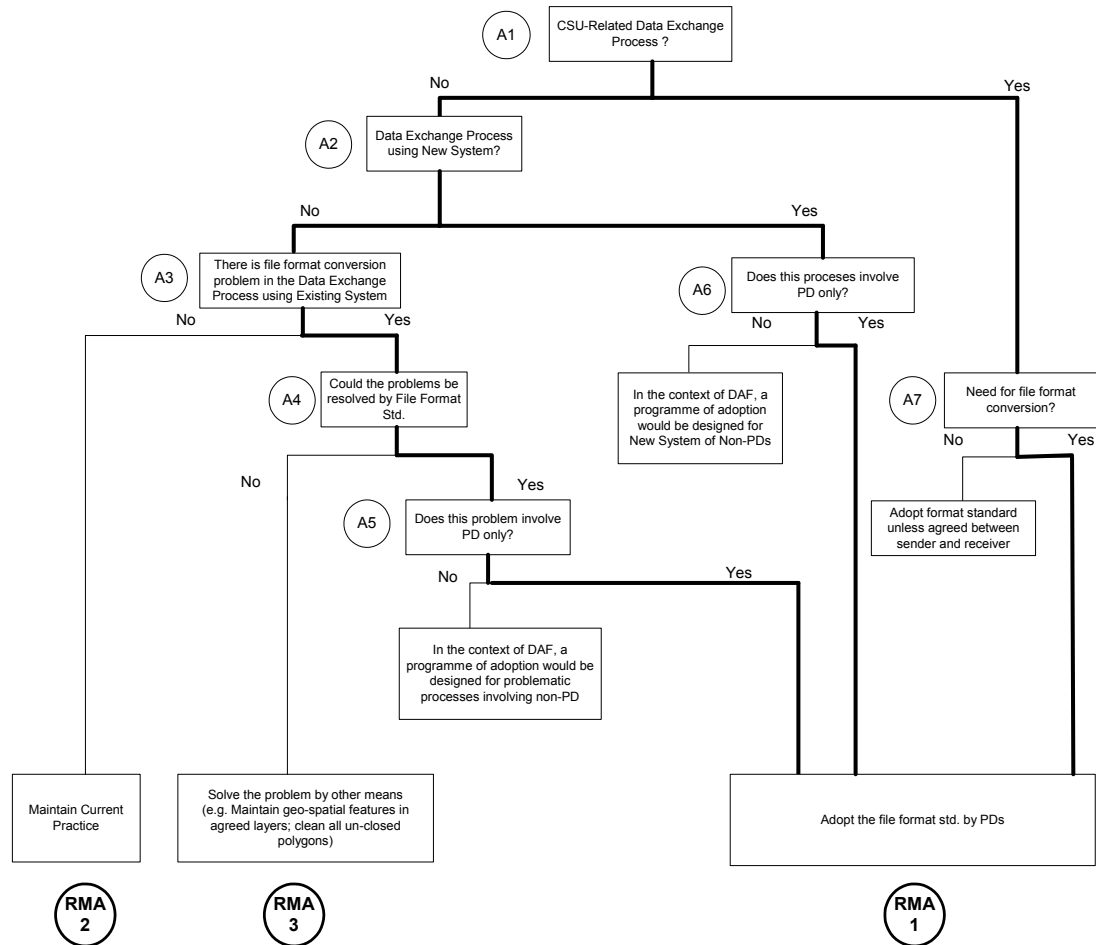 A1
CSU-Related Data Exchange
Process ?
No
Yes
A2
Data Exchange Process
using New System?
No
Yes
A3
There is file format conversion
problem in the Data Exchange
Process using Existing System
A6
Does this proceses involve
PD only?
No
Yes
No
Yes
A4
Could the problems be
resolved by File Format
Std.
In the context of DAF, a
programme of adoption
would be designed for
New System of Non-PDs
A7
Need for file format
conversion?
No
Yes
No
Yes
A5
Does this problem involve
PD only?
Adopt format standard
unless agreed between
sender and receiver
No
Yes
In the context of DAF, a
programme of adoption would be
designed for problematic
processes involving non-PD
Maintain Current
Practice
Solve the problem by other means
(e.g. Maintain geo-spatial features in
agreed layers; clean all un-closed
polygons)
Adopt the file format std. by PDs
RMA
2
RMA
3
RMA
1